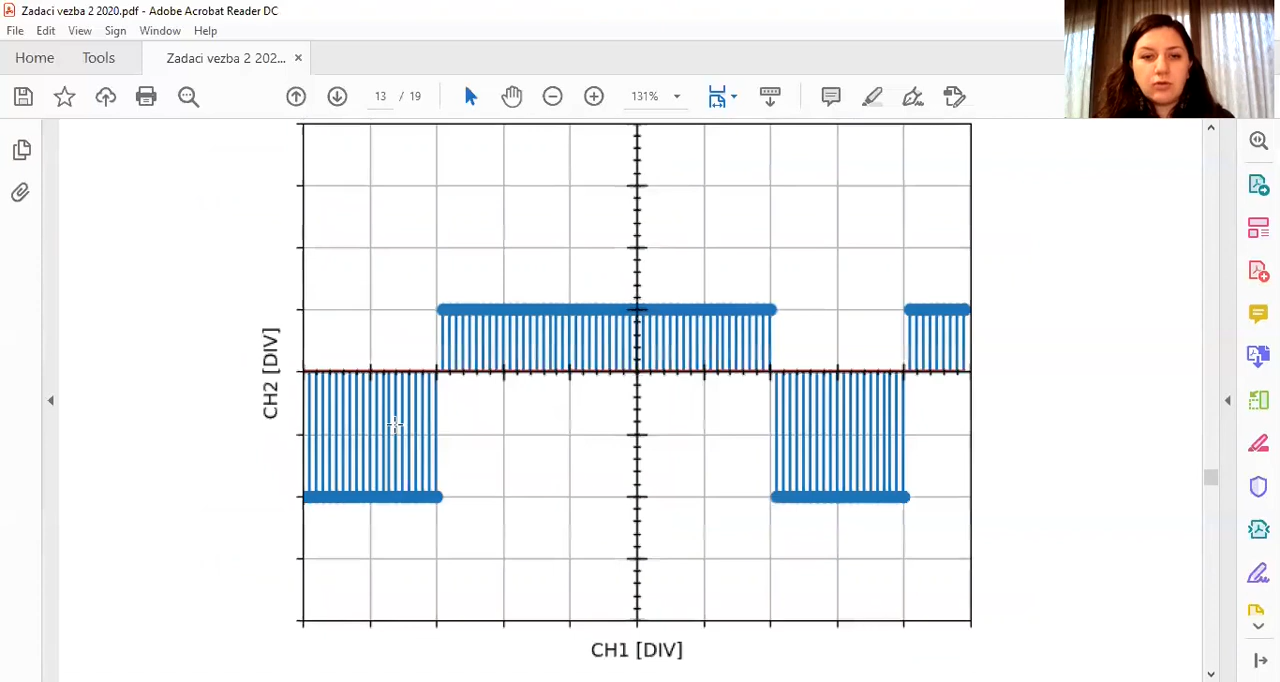 Zadaci vezba 2 2020.pdf - Adobe Acrobat Reader DC
File Edit View Sign Window Help
Home Tools Zadaci vezba 2 202... ×
13 / 19 131%
CH2 [DIV]
CH1 [DIV]